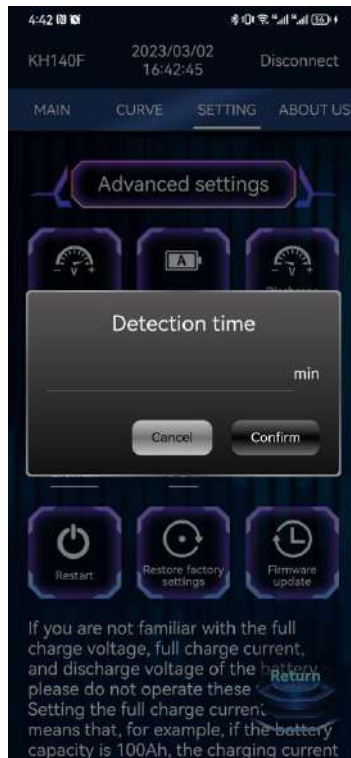 4:42
56
KH140F
2023/03/02
16:42:45
Disconnect
MAIN
CURVE
SETTING
ABOUT US
Advanced settings
V
A
V
Detection time
min
Cancel
Confirm
Restart
Restore factory
settings
Firmware
update
If you are not familiar with the full
charge voltage, full charge current,
and discharge voltage of the battery,
please do not operate these
Return
Setting the full charge current
means that, for example, if the battery
capacity is 100Ah, the charging current